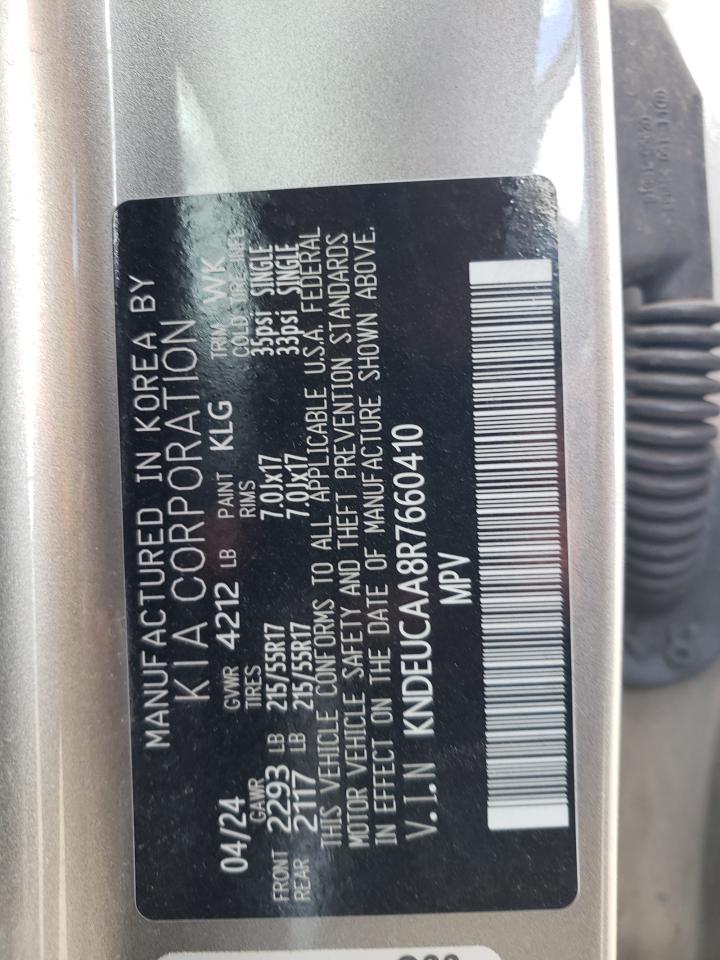 MANUFACTURED IN KOREA BY
KIA CORPORATION
04/24 GVWR 4212 LB PAINT KLG TRIM WK
GAWR TIRES RIMS COLD TIRE INFL
FRONT 2293 LB 215/55R17 7.0Jx17 35psi SINGLE
REAR 2117 LB 215/55R17 7.0Jx17 33psi SINGLE
THIS VEHICLE CONFORMS TO ALL APPLICABLE U.S.A. FEDERAL
MOTOR VEHICLE SAFETY AND THEFT PREVENTION STANDARDS
IN EFFECT ON THE DATE OF MANUFACTURE SHOWN ABOVE.
V.I.N KNDEUCAA8R7660410
MPV